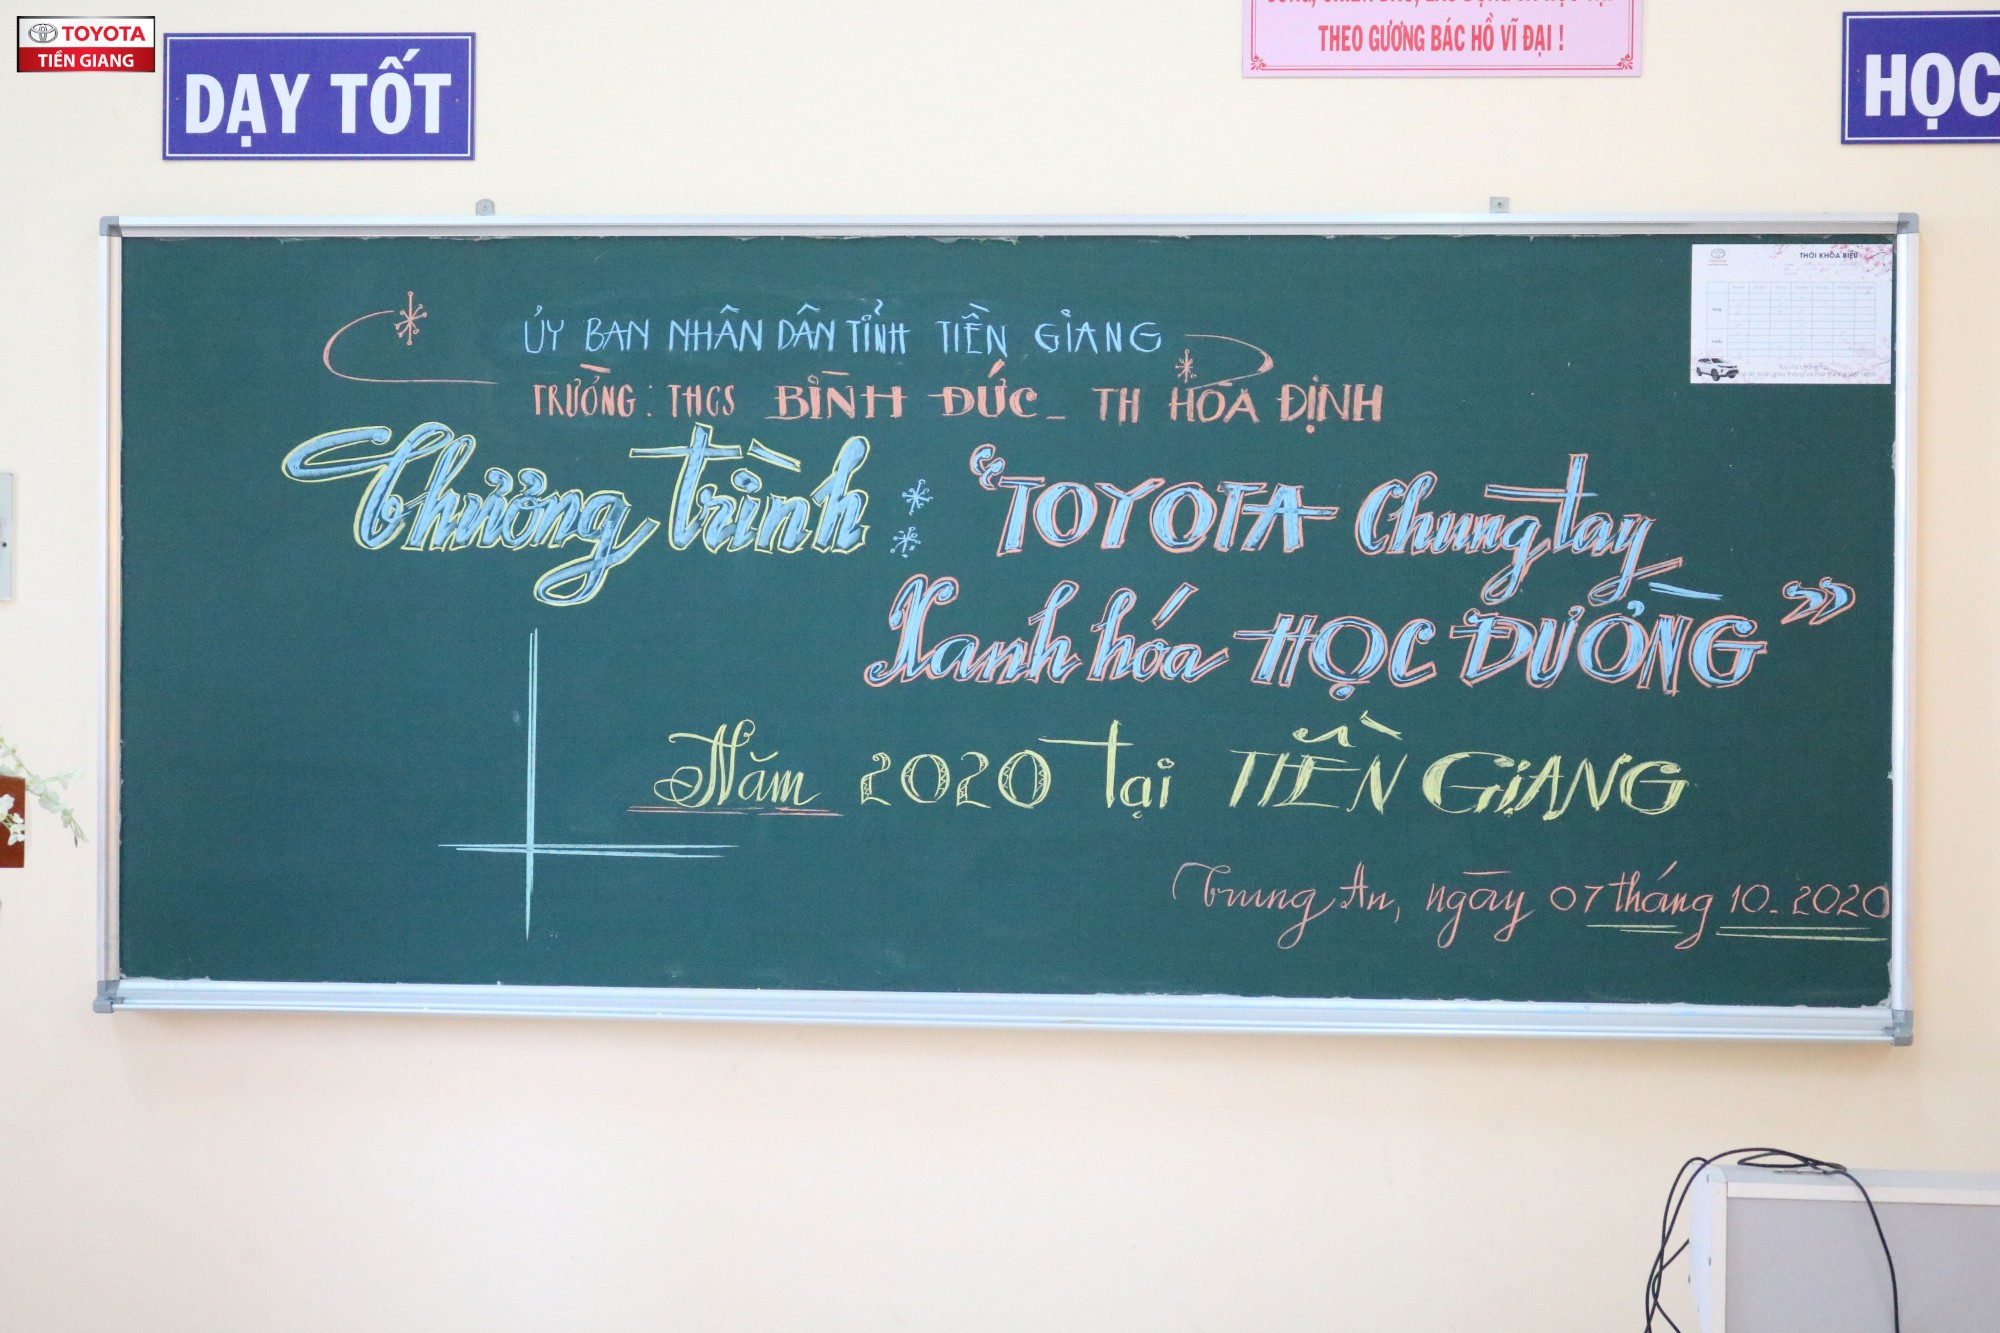 TOYOTA
TIỀN GIANG
DẠY TỐT
THEO GƯƠNG BÁC HỒ VĨ ĐẠI !
HỌC
THỜI KHÓA BIỂU
ỦY BAN NHÂN DÂN TỈNH TIỀN GIANG
TRƯỜNG: THCS BÌNH ĐỨC - TH HÒA ĐỊNH
Chương trình: "TOYOTA Chung tay
Xanh hóa HỌC ĐƯỜNG"
Năm 2020 tại TIỀN GIANG
Trung An, ngày 07 tháng 10 - 2020